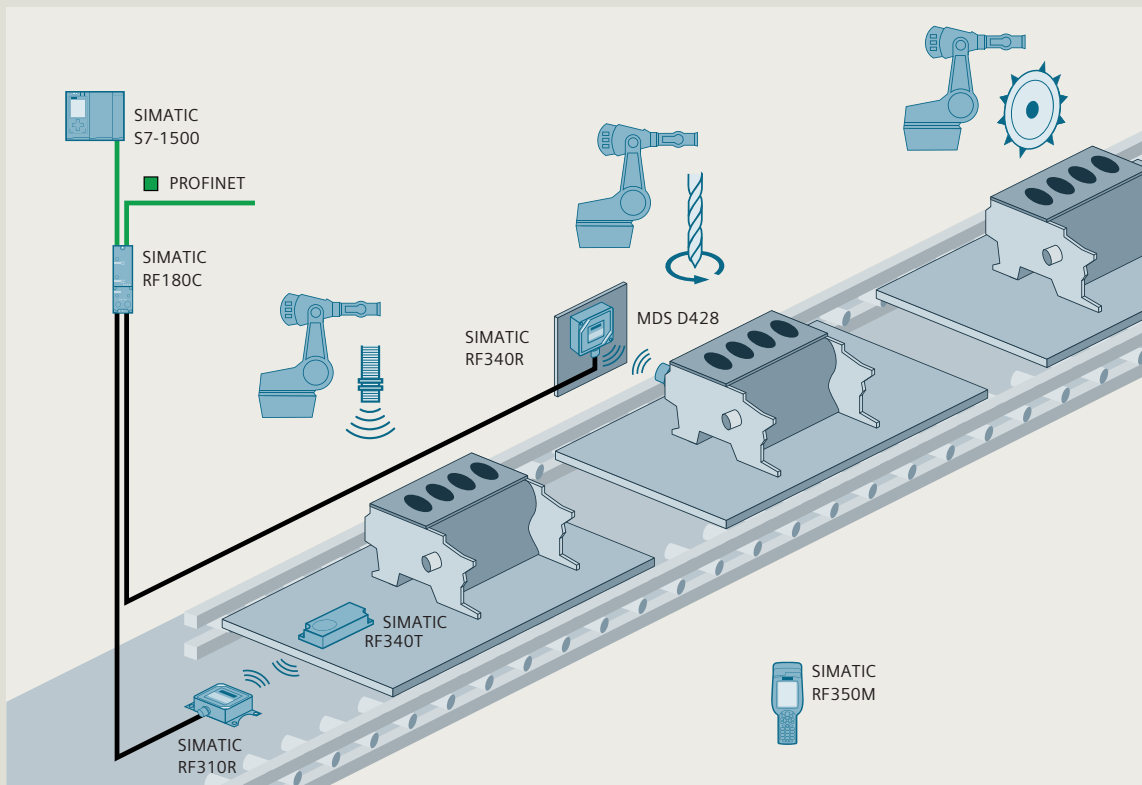 SIMATIC
S7-1500
PROFINET
SIMATIC
RF180C
SIMATIC
RF340R
MDS D428
SIMATIC
RF340T
SIMATIC
RF310R
SIMATIC
RF350M